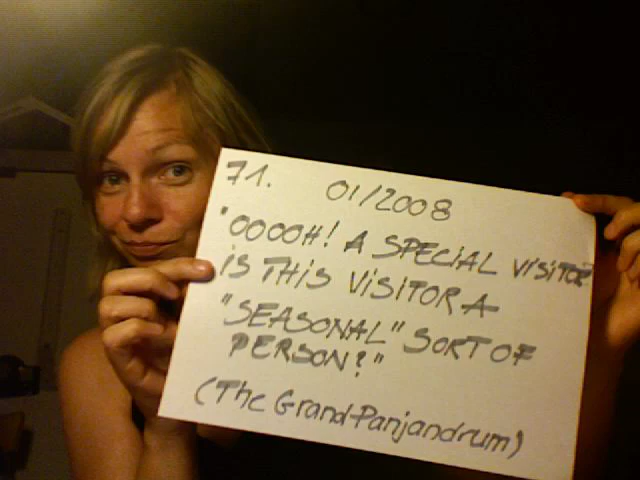 71. 01/2008
"OOOOH! A SPECIAL VISITOR
IS THIS VISITOR A
"SEASONAL" SORT OF
PERSON?"
(The Grand Panjandrum)